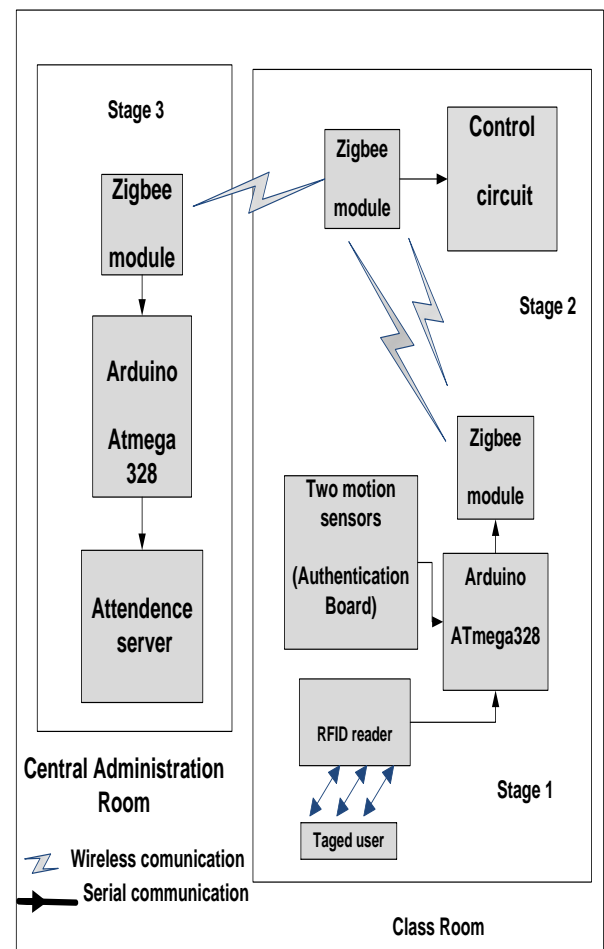 Stage 3
Zigbee
module
Arduino
Atmega
328
Attendence
server
Central Administration
Room
Wireless comunication
Serial communication
Zigbee
module
Control
circuit
Stage 2
Zigbee
module
Two motion
sensors
(Authentication
Board)
Arduino
ATmega328
RFID reader
Stage 1
Taged user
Class Room